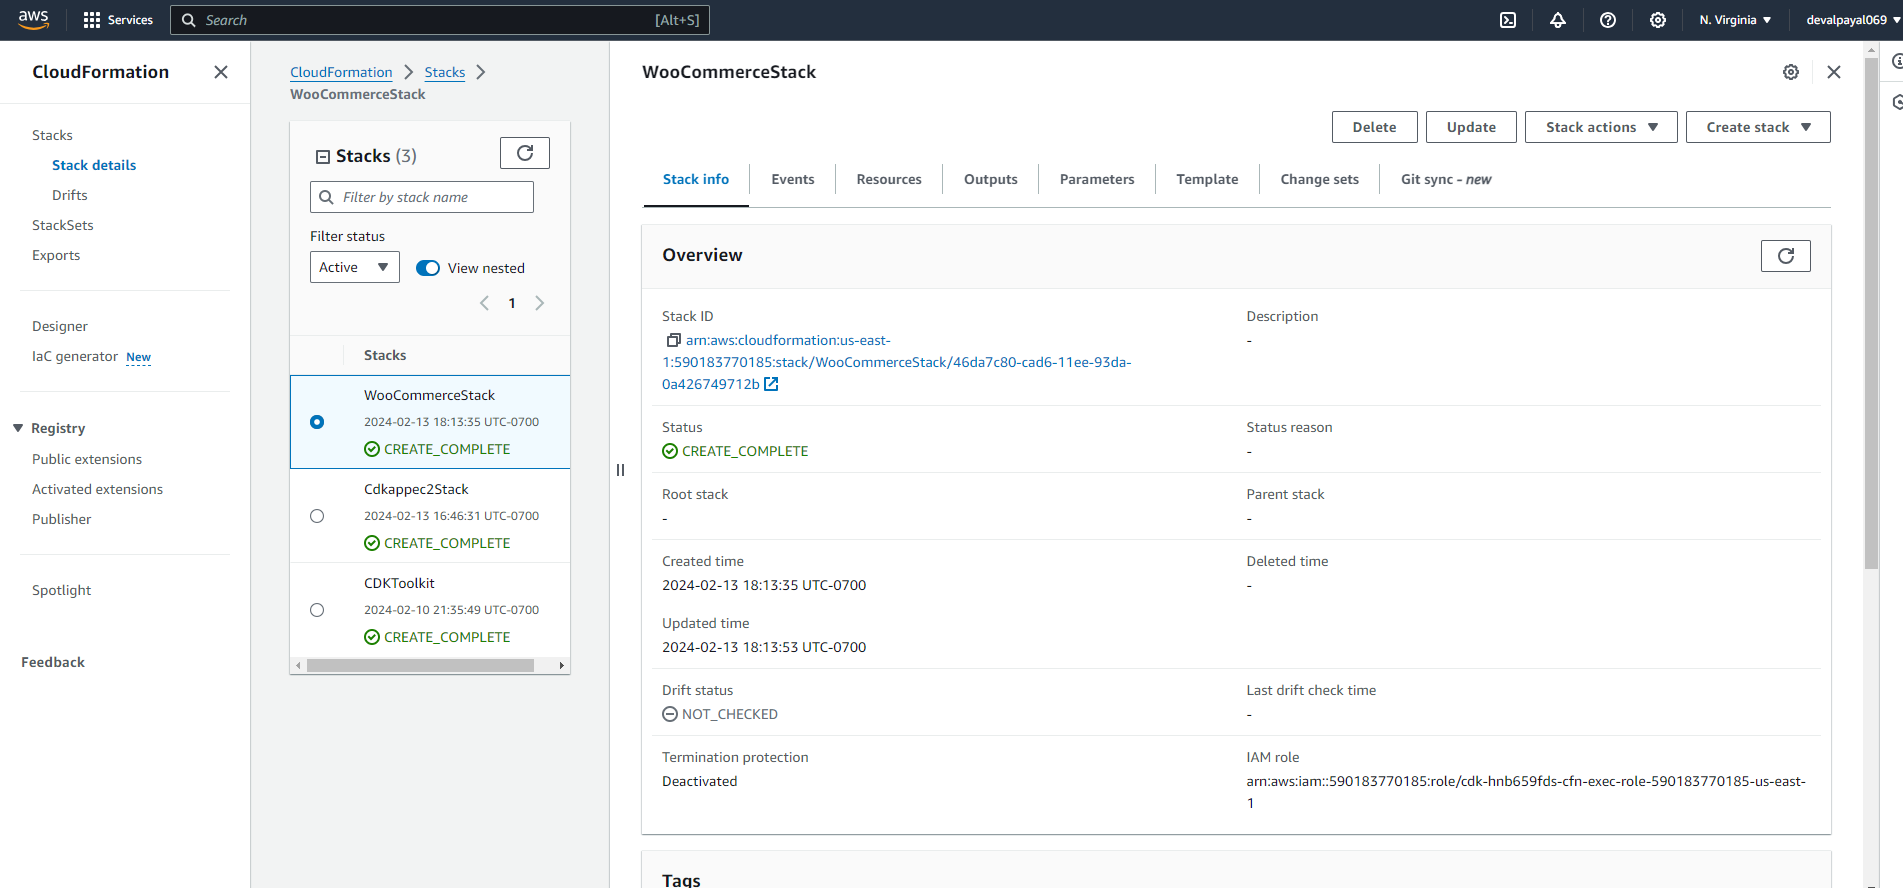 aws
Services
Search
[Alt+S]
N. Virginia
devalpayal069
CloudFormation
Stacks
Stack details
Drifts
StackSets
Exports
Designer
IaC generator New
Registry
Public extensions
Activated extensions
Publisher
Spotlight
Feedback
CloudFormation
Stacks
WooCommerceStack
Stacks (3)
Filter by stack name
Filter status
Active
View nested
1
Stacks
WooCommerceStack
2024-02-13 18:13:35 UTC-0700
CREATE_COMPLETE
Cdkappec2Stack
2024-02-13 16:46:31 UTC-0700
CREATE_COMPLETE
CDKToolkit
2024-02-10 21:35:49 UTC-0700
CREATE_COMPLETE
WooCommerceStack
Delete
Update
Stack actions
Create stack
Stack info
Events
Resources
Outputs
Parameters
Template
Change sets
Git sync - new
Overview
Stack ID
arn:aws:cloudformation:us-east-
1:590183770185:stack/WooCommerceStack/46da7c80-cad6-11ee-93da-
0a426749712b
Description
-
Status
CREATE_COMPLETE
Status reason
-
Root stack
-
Parent stack
-
Created time
2024-02-13 18:13:35 UTC-0700
Deleted time
-
Updated time
2024-02-13 18:13:53 UTC-0700
Drift status
NOT_CHECKED
Last drift check time
-
Termination protection
Deactivated
IAM role
arn:aws:iam::590183770185:role/cdk-hnb659fds-cfn-exec-role-590183770185-us-east-
1
Tags